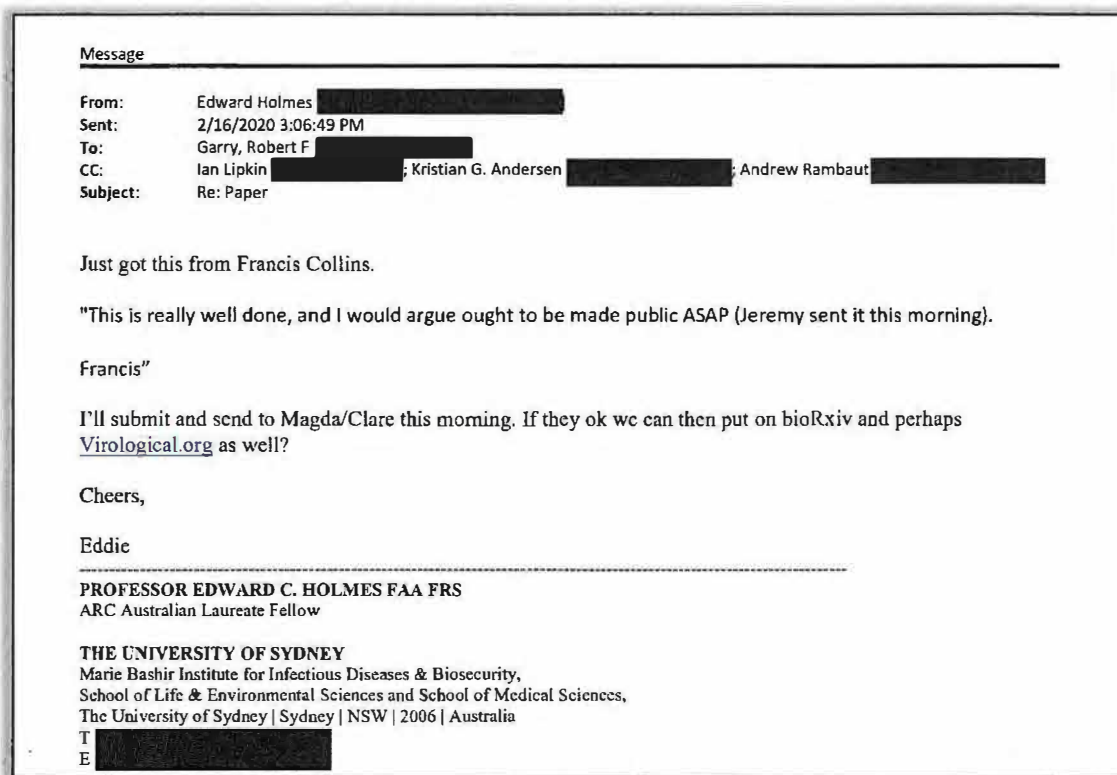 Message
From: Edward Holmes
Sent: 2/16/2020 3:06:49 PM
To: Garry, Robert F
CC: Ian Lipkin ; Kristian G. Andersen ; Andrew Rambaut
Subject: Re: Paper
Just got this from Francis Collins.
"This is really well done, and I would argue ought to be made public ASAP (Jeremy sent it this morning).
Francis"
I'll submit and send to Magda/Clare this morning. If they ok we can then put on bioRxiv and perhaps
Virological.org as well?
Cheers,
Eddie
PROFESSOR EDWARD C. HOLMES FAA FRS
ARC Australian Laureate Fellow
THE UNIVERSITY OF SYDNEY
Marie Bashir Institute for Infectious Diseases & Biosecurity,
School of Life & Environmental Sciences and School of Medical Sciences,
The University of Sydney | Sydney | NSW | 2006 | Australia
T
E